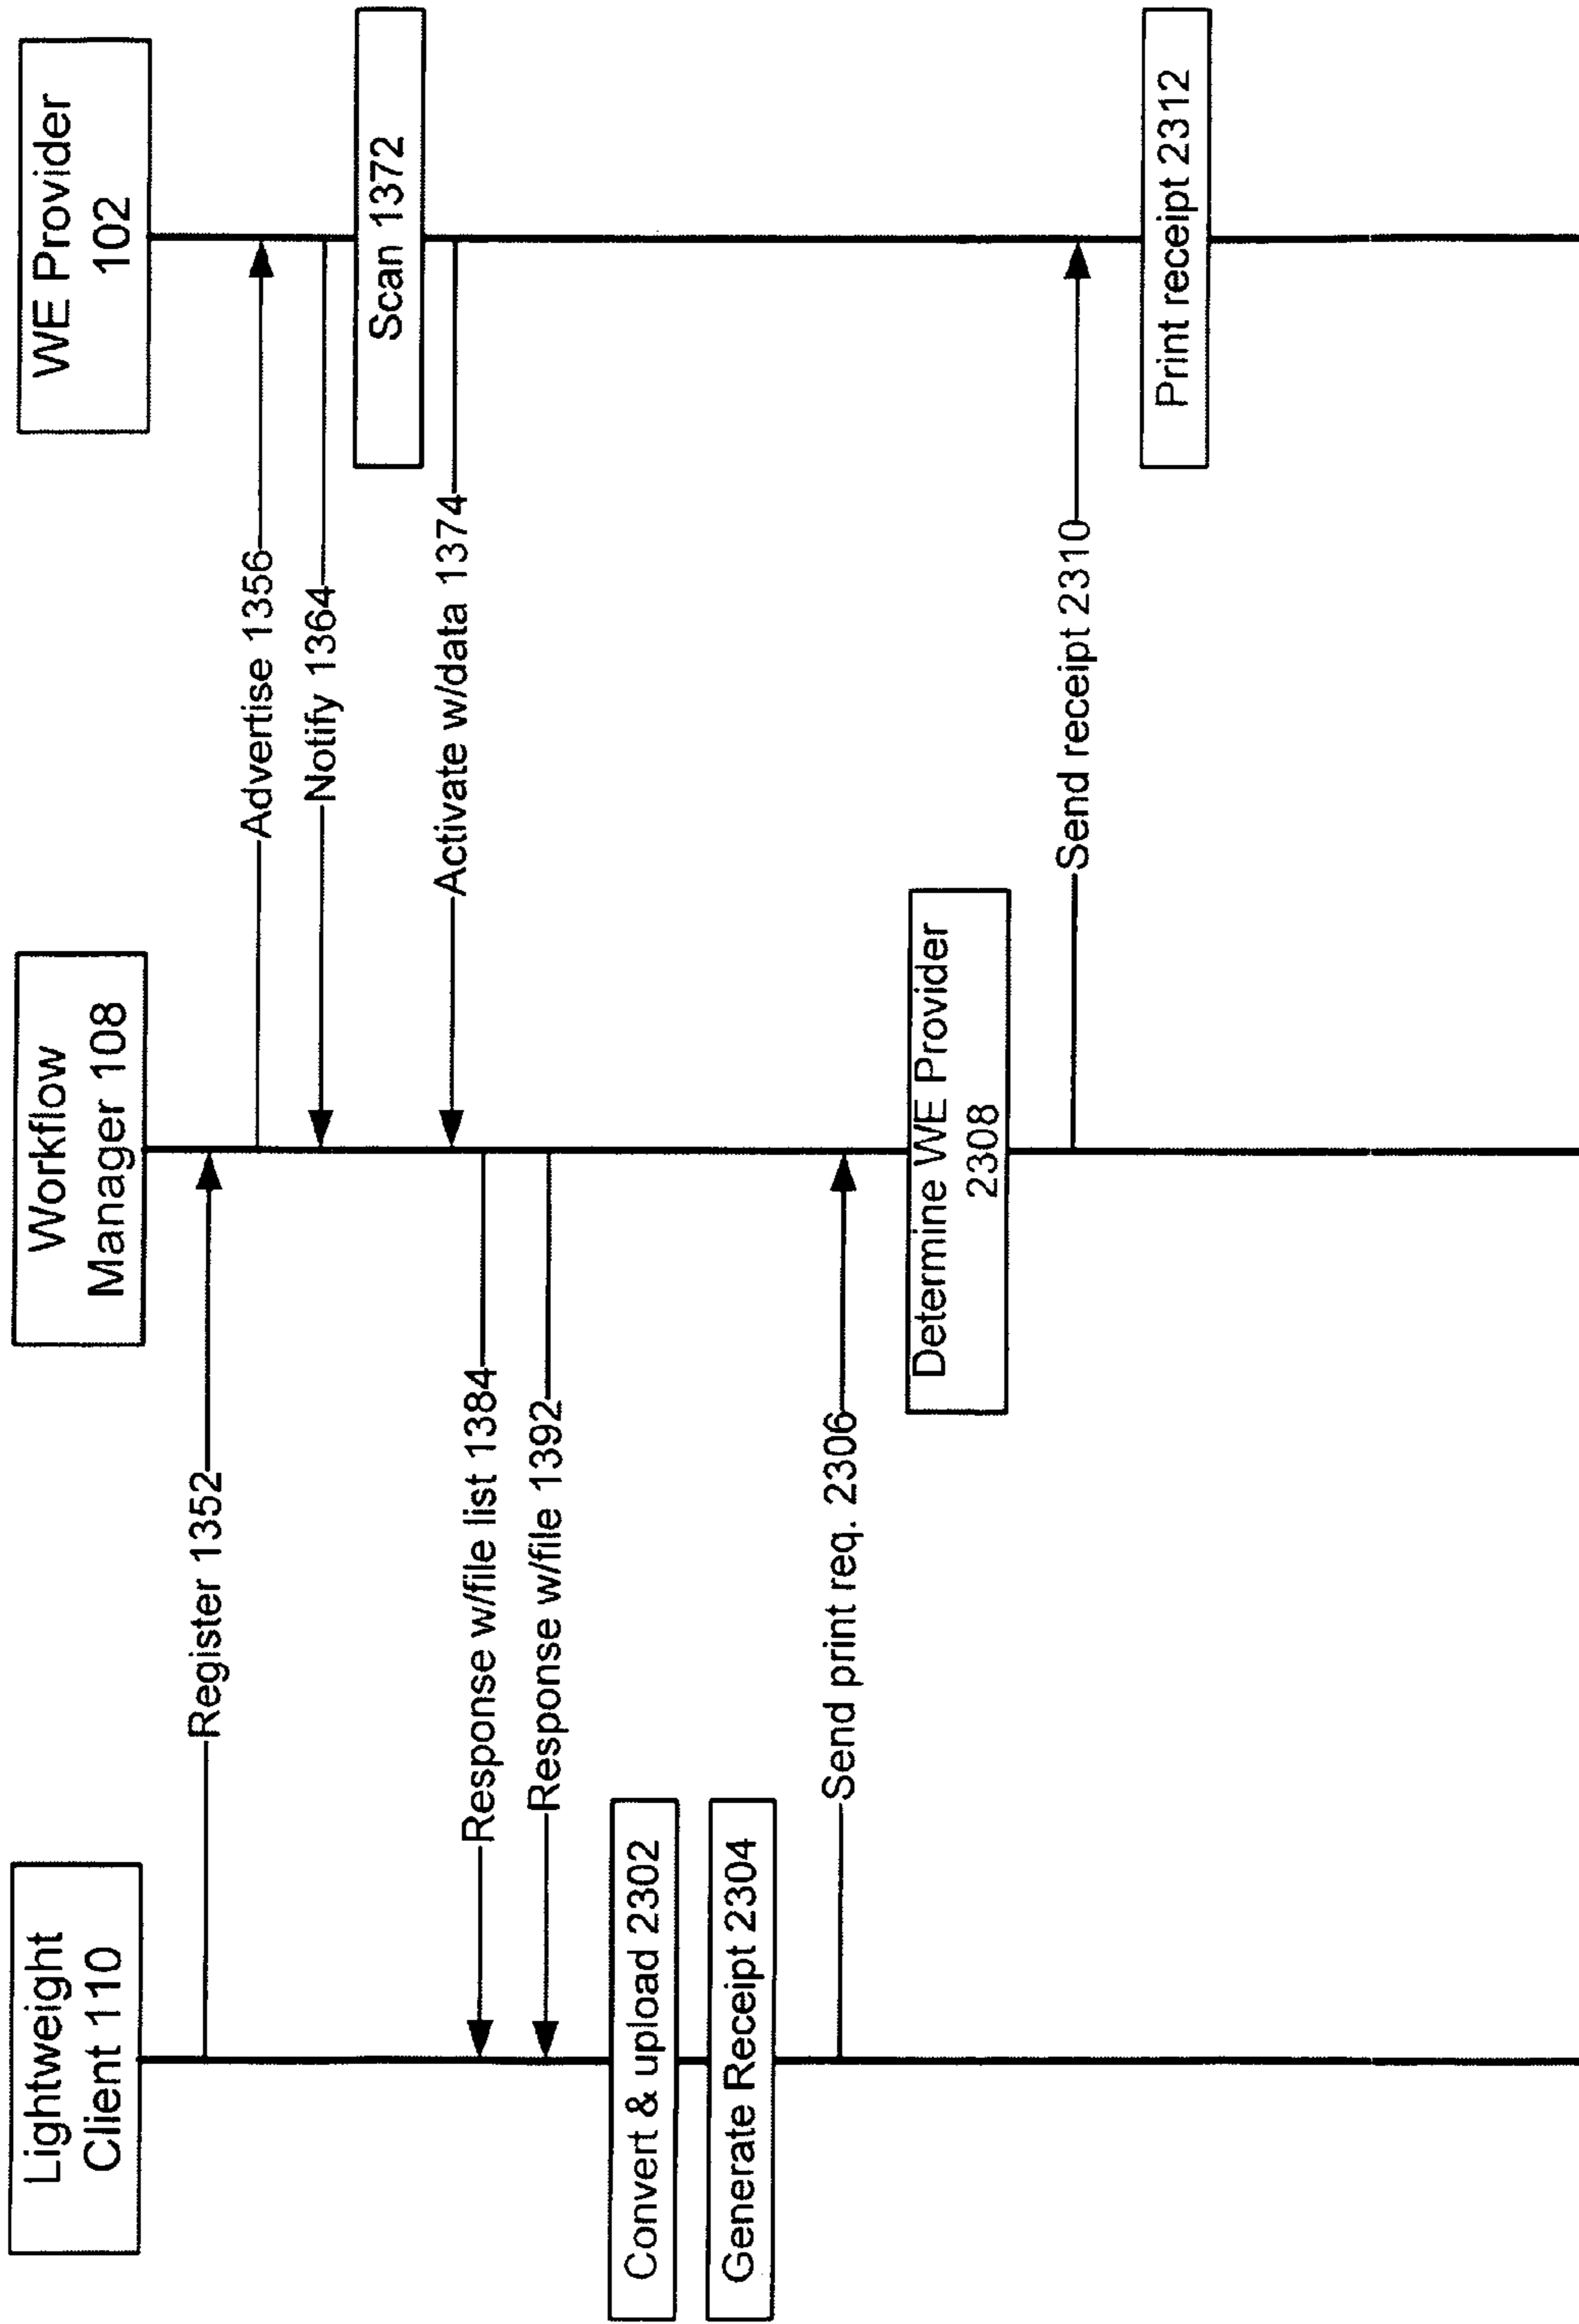 Lightweight
Client 110
Workflow
Manager 108
WE Provider
102
Register 1352
Advertise 1356
Notify 1364
Scan 1372
Activate w/data 1374
Response w/file list 1384
Response w/file 1392
Convert & upload 2302
Generate Receipt 2304
Send print req. 2306
Determine WE Provider
2308
Send receipt 2310
Print receipt 2312